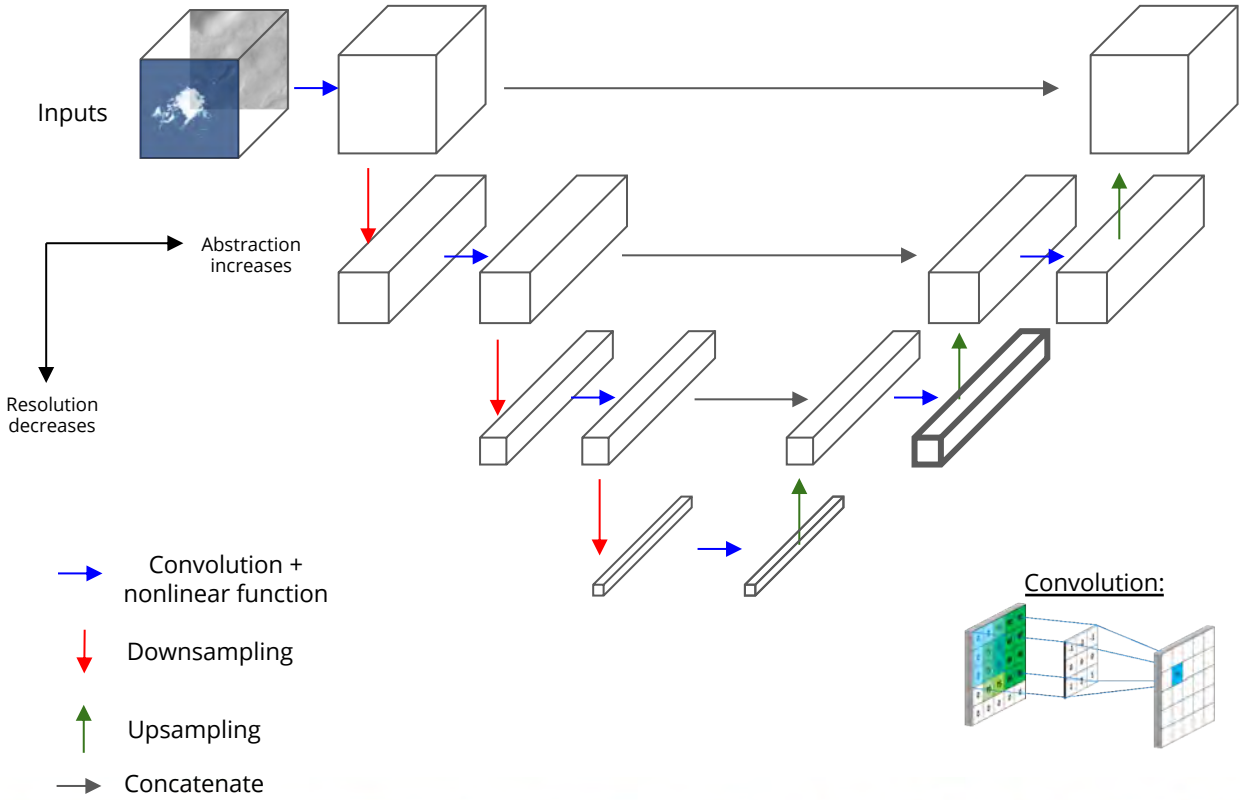 Inputs
Abstraction
increases
Resolution
decreases
Convolution +
nonlinear function
Downsampling
Upsampling
Concatenate
Convolution: